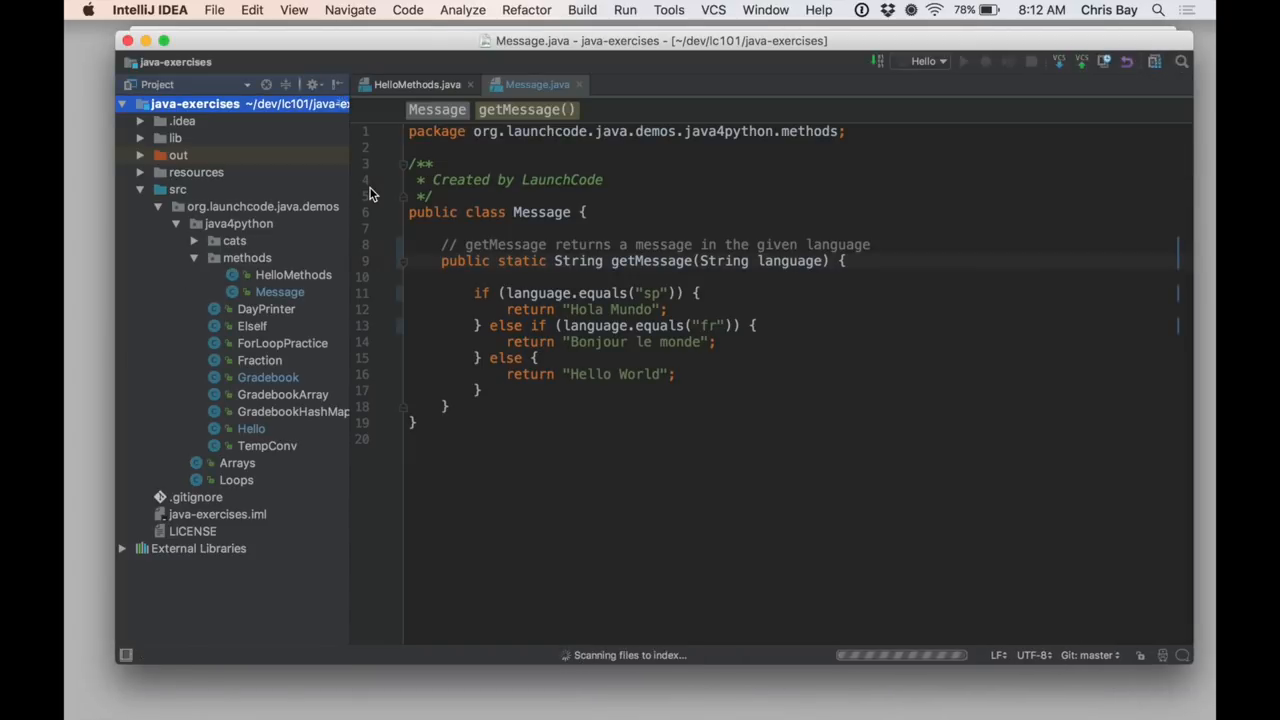 IntelliJ IDEA File Edit View Navigate Code Analyze Refactor Build Run Tools VCS Window Help 78% 8:12 AM Chris Bay
Message.java - java-exercises - [~/dev/lc101/java-exercises]
java-exercises Hello
Project HelloMethods.java Message.java
java-exercises ~/dev/lc101/java-ex
.idea
lib
out
resources
src
org.launchcode.java.demos
java4python
cats
methods
HelloMethods
Message
DayPrinter
ElseIf
ForLoopPractice
Fraction
Gradebook
GradebookArray
GradebookHashMap
Hello
TempConv
Arrays
Loops
.gitignore
java-exercises.iml
LICENSE
External Libraries
Message getMessage()
1 package org.launchcode.java.demos.java4python.methods;
2
3 /**
4 * Created by LaunchCode
5 */
6 public class Message {
7
8 // getMessage returns a message in the given language
9 public static String getMessage(String language) {
10
11 if (language.equals("sp")) {
12 return "Hola Mundo";
13 } else if (language.equals("fr")) {
14 return "Bonjour le monde";
15 } else {
16 return "Hello World";
17 }
18 }
19 }
20
Scanning files to index... LF UTF-8 Git: master